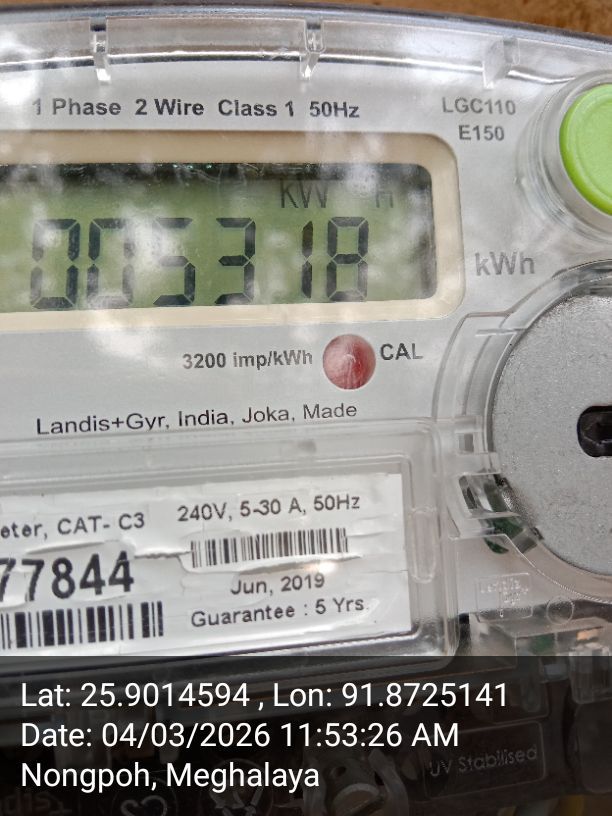 1 Phase 2 Wire Class 1 50Hz
LGC110
E150
KW H
005318
kWh
3200 imp/kWh
CAL
Landis+Gyr, India, Joka, Made
eter, CAT- C3
240V, 5-30 A, 50Hz
77844
Jun, 2019
Guarantee : 5 Yrs.
Lat: 25.9014594 , Lon: 91.8725141
Date: 04/03/2026 11:53:26 AM
UV Stabilised
Nongpoh, Meghalaya